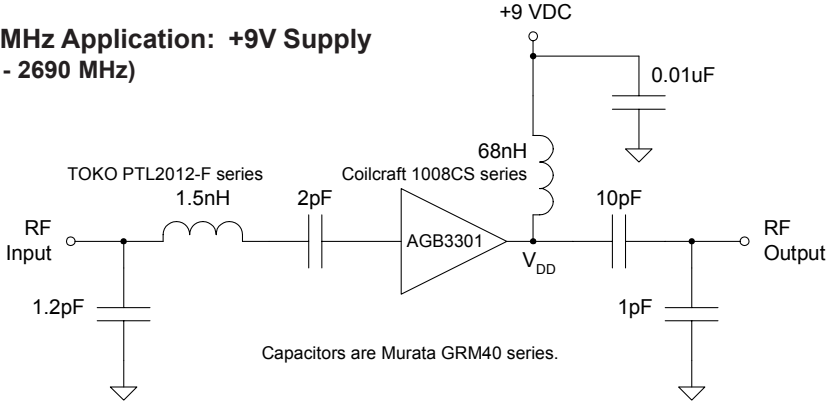 +9 VDC
MHz Application: +9V Supply
- 2690 MHz)
0.01uF
68nH
TOKO PTL2012-F series
Coilcraft 1008CS series
1.5nH
2pF
10pF
RF
Input
AGB3301
RF
Output
VDD
1.2pF
1pF
Capacitors are Murata GRM40 series.